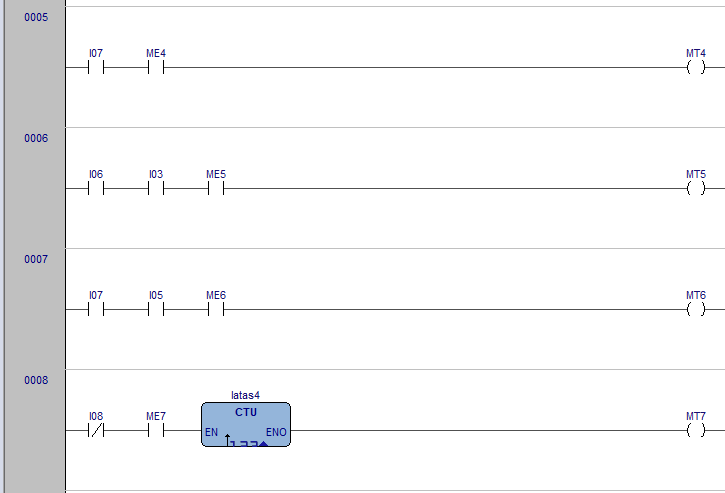 0005
I07 ME4 MT4
0006
I06 I03 ME5 MT5
0007
I07 I05 ME6 MT6
0008
latas4
CTU
I08 ME7 MT7
EN ENO